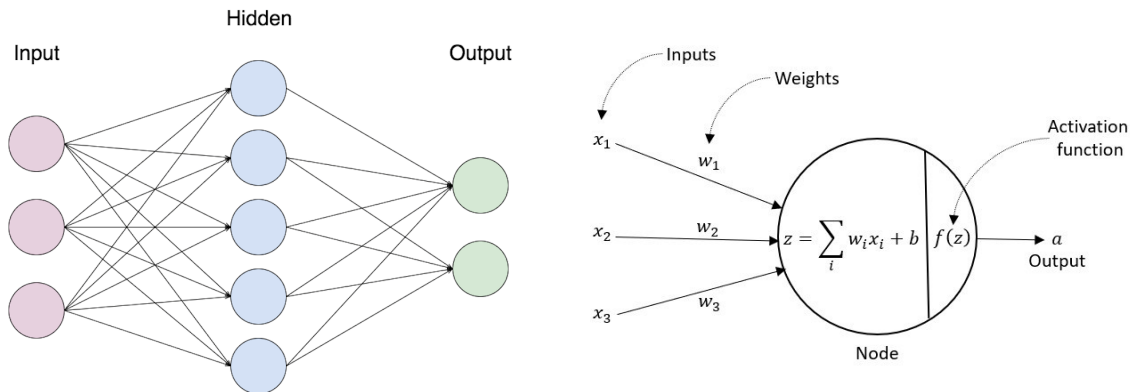 Hidden
Input
Output
Inputs
Weights
Activation
function
x₁
w₁
x₂
w₂
z = ∑ᵢ wᵢxᵢ + b
f(z)
a
Output
x₃
w₃
Node